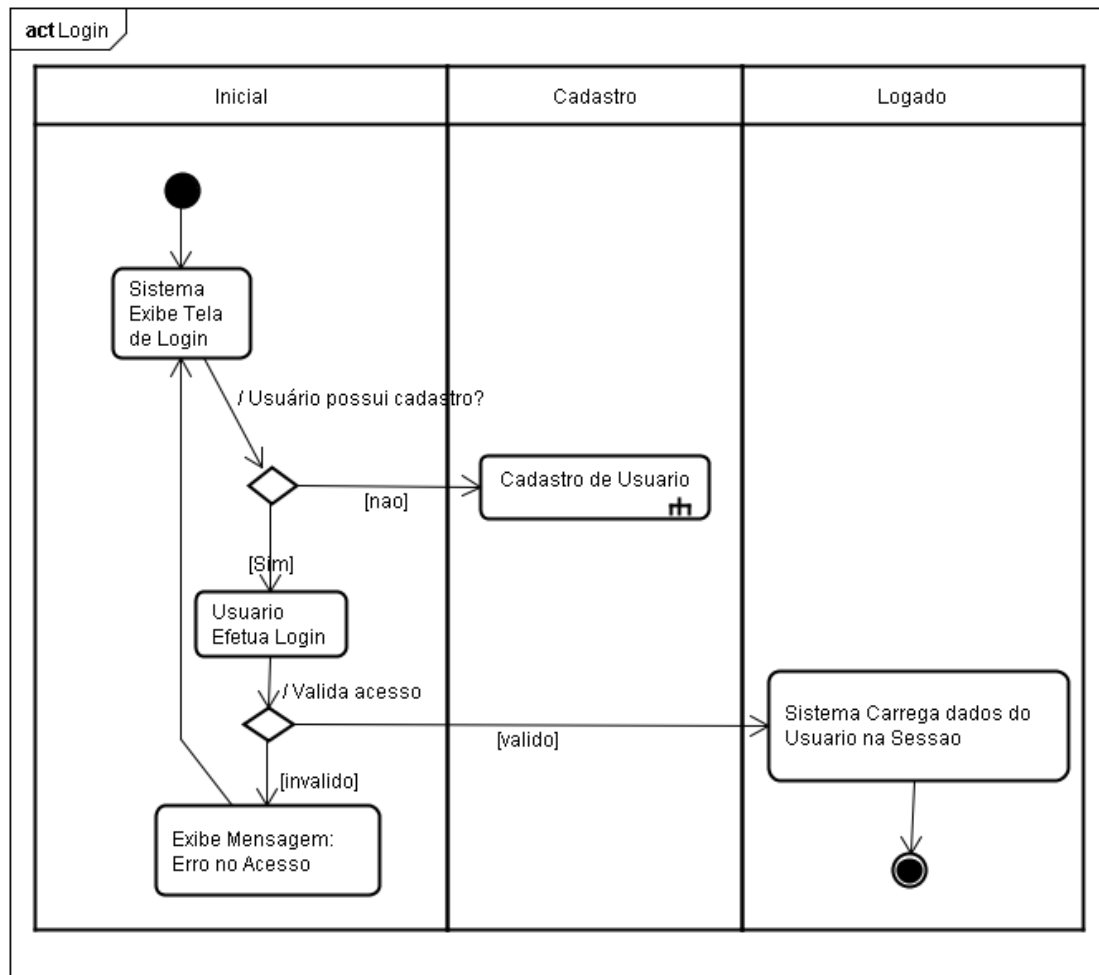 act Login
Inicial
Cadastro
Logado
Sistema
Exibe Tela
de Login
/ Usuário possui cadastro?
Cadastro de Usuario
[nao]
[Sim]
Usuario
Efetua Login
/ Valida acesso
[valido]
Sistema Carrega dados do
Usuario na Sessao
[invalido]
Exibe Mensagem:
Erro no Acesso